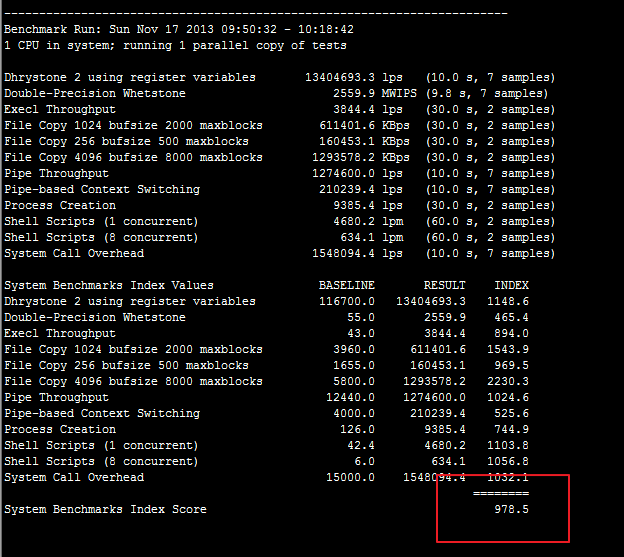 ------------------------------------------------------------------------
Benchmark Run: Sun Nov 17 2013 09:50:32 - 10:18:42
1 CPU in system; running 1 parallel copy of tests

Dhrystone 2 using register variables       13404693.3 lps   (10.0 s, 7 samples)
Double-Precision Whetstone                     2559.9 MWIPS (9.8 s, 7 samples)
Execl Throughput                               3844.4 lps   (30.0 s, 2 samples)
File Copy 1024 bufsize 2000 maxblocks        611401.6 KBps  (30.0 s, 2 samples)
File Copy 256 bufsize 500 maxblocks          160453.1 KBps  (30.0 s, 2 samples)
File Copy 4096 bufsize 8000 maxblocks       1293578.2 KBps  (30.0 s, 2 samples)
Pipe Throughput                             1274600.0 lps   (10.0 s, 7 samples)
Pipe-based Context Switching                 210239.4 lps   (10.0 s, 7 samples)
Process Creation                               9385.4 lps   (30.0 s, 2 samples)
Shell Scripts (1 concurrent)                   4680.2 lpm   (60.0 s, 2 samples)
Shell Scripts (8 concurrent)                    634.1 lpm   (60.0 s, 2 samples)
System Call Overhead                        1548094.4 lps   (10.0 s, 7 samples)

System Benchmarks Index Values               BASELINE       RESULT    INDEX
Dhrystone 2 using register variables         116700.0   13404693.3   1148.6
Double-Precision Whetstone                       55.0       2559.9    465.4
Execl Throughput                                 43.0       3844.4    894.0
File Copy 1024 bufsize 2000 maxblocks          3960.0     611401.6   1543.9
File Copy 256 bufsize 500 maxblocks            1655.0     160453.1    969.5
File Copy 4096 bufsize 8000 maxblocks          5800.0    1293578.2   2230.3
Pipe Throughput                               12440.0    1274600.0   1024.6
Pipe-based Context Switching                   4000.0     210239.4    525.6
Process Creation                                126.0       9385.4    744.9
Shell Scripts (1 concurrent)                     42.4       4680.2   1103.8
Shell Scripts (8 concurrent)                      6.0        634.1   1056.8
System Call Overhead                          15000.0    1548094.4   1032.1
                                                                   ========
System Benchmarks Index Score                                         978.5